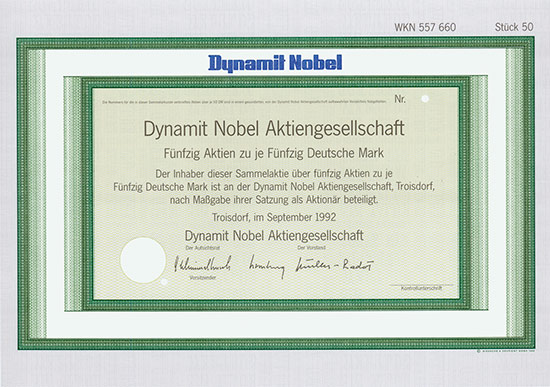 WKN 557 660 Stück 50
Dynamit Nobel
Nr.
Dynamit Nobel Aktiengesellschaft
Fünfzig Aktien zu je Fünfzig Deutsche Mark
Der Inhaber dieser Sammelaktie über fünfzig Aktien zu je
Fünfzig Deutsche Mark ist an der Dynamit Nobel Aktiengesellschaft, Troisdorf,
nach Maßgabe ihrer Satzung als Aktionär beteiligt.
Troisdorf, im September 1992
Dynamit Nobel Aktiengesellschaft
Der Aufsichtsrat Der Vorstand
Vorsitzender
Kontrollunterschrift